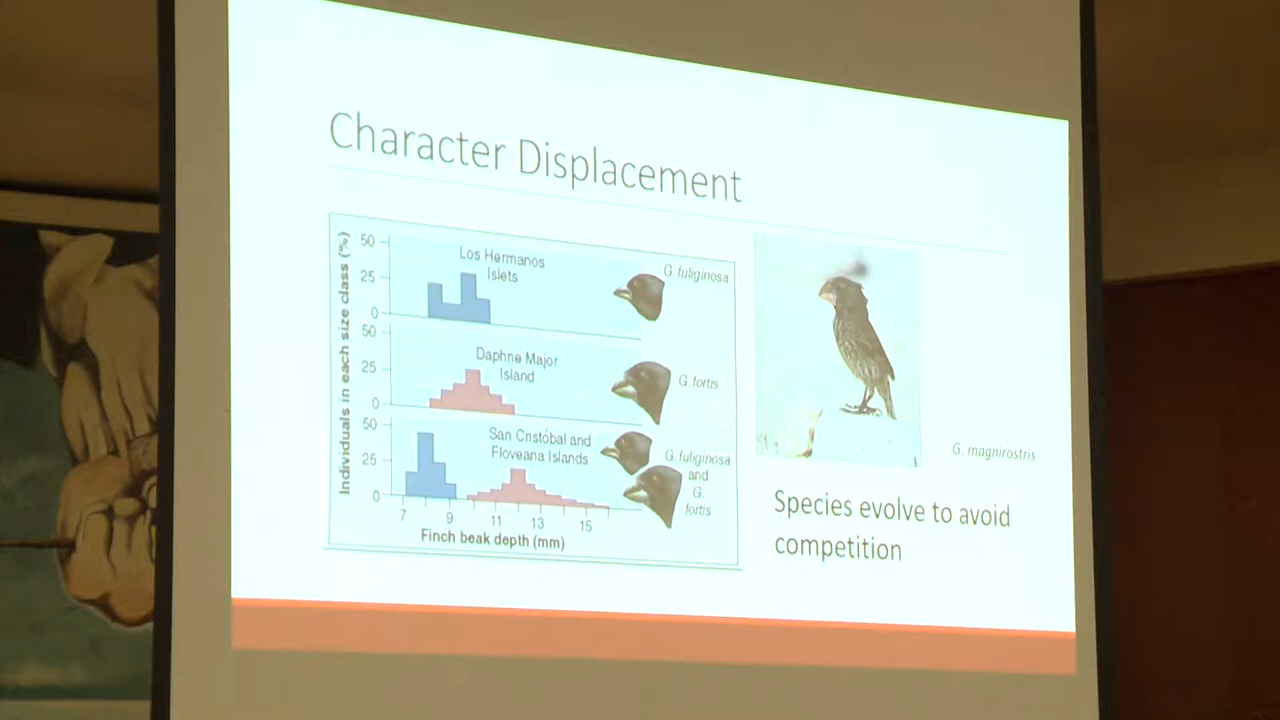 Character Displacement
Individuals in each size class (%)
50
25
0
Los Hermanos
Islets
G. fuliginosa
50
25
0
Daphne Major
Island
G. fortis
50
25
0
San Cristóbal and
Floveana Islands
G. fuliginosa
and
G.
fortis
7 9 11 13 15
Finch beak depth (mm)
G. magnirostris
Species evolve to avoid
competition